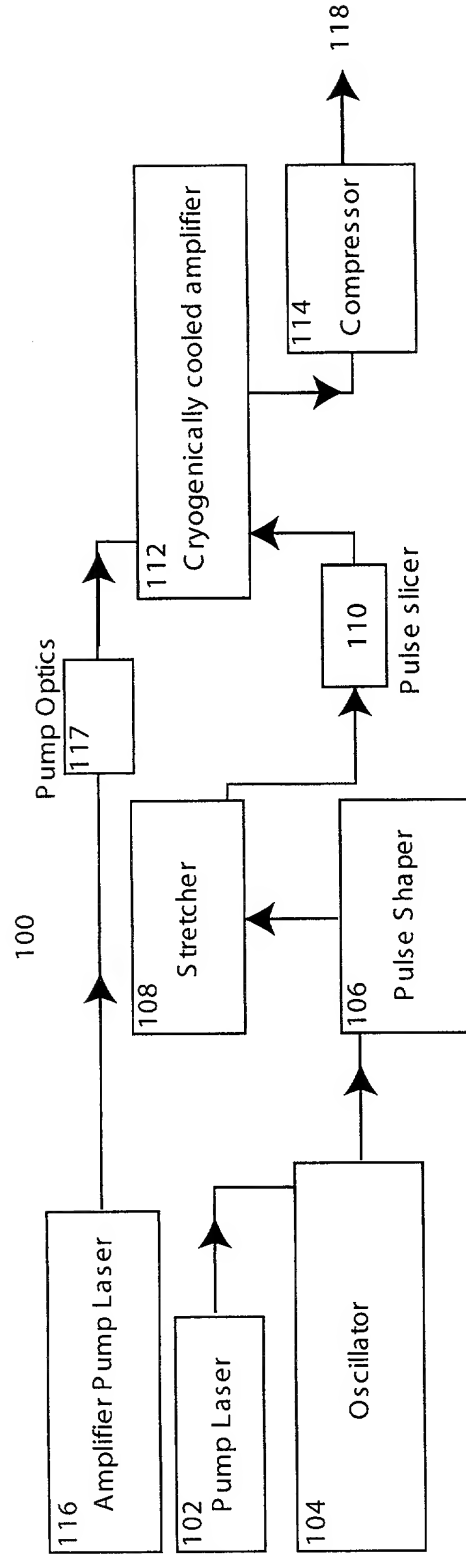 100
116
Amplifier Pump Laser
Pump Optics
117
102
Pump Laser
104
Oscillator
106
Pulse Shaper
108
Stretcher
110
Pulse slicer
112
Cryogenically cooled amplifier
114
Compressor
118